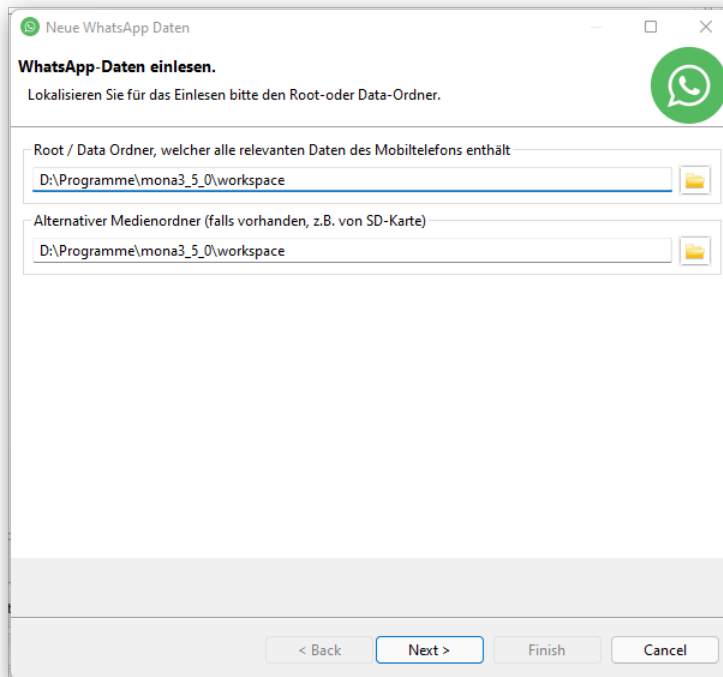 Neue WhatsApp Daten
WhatsApp-Daten einlesen.
Lokalisieren Sie für das Einlesen bitte den Root-oder Data-Ordner.
Root / Data Ordner, welcher alle relevanten Daten des Mobiltelefons enthält
D:\Programme\mona3_5_0\workspace
Alternativer Medienordner (falls vorhanden, z.B. von SD-Karte)
D:\Programme\mona3_5_0\workspace
< Back Next > Finish Cancel